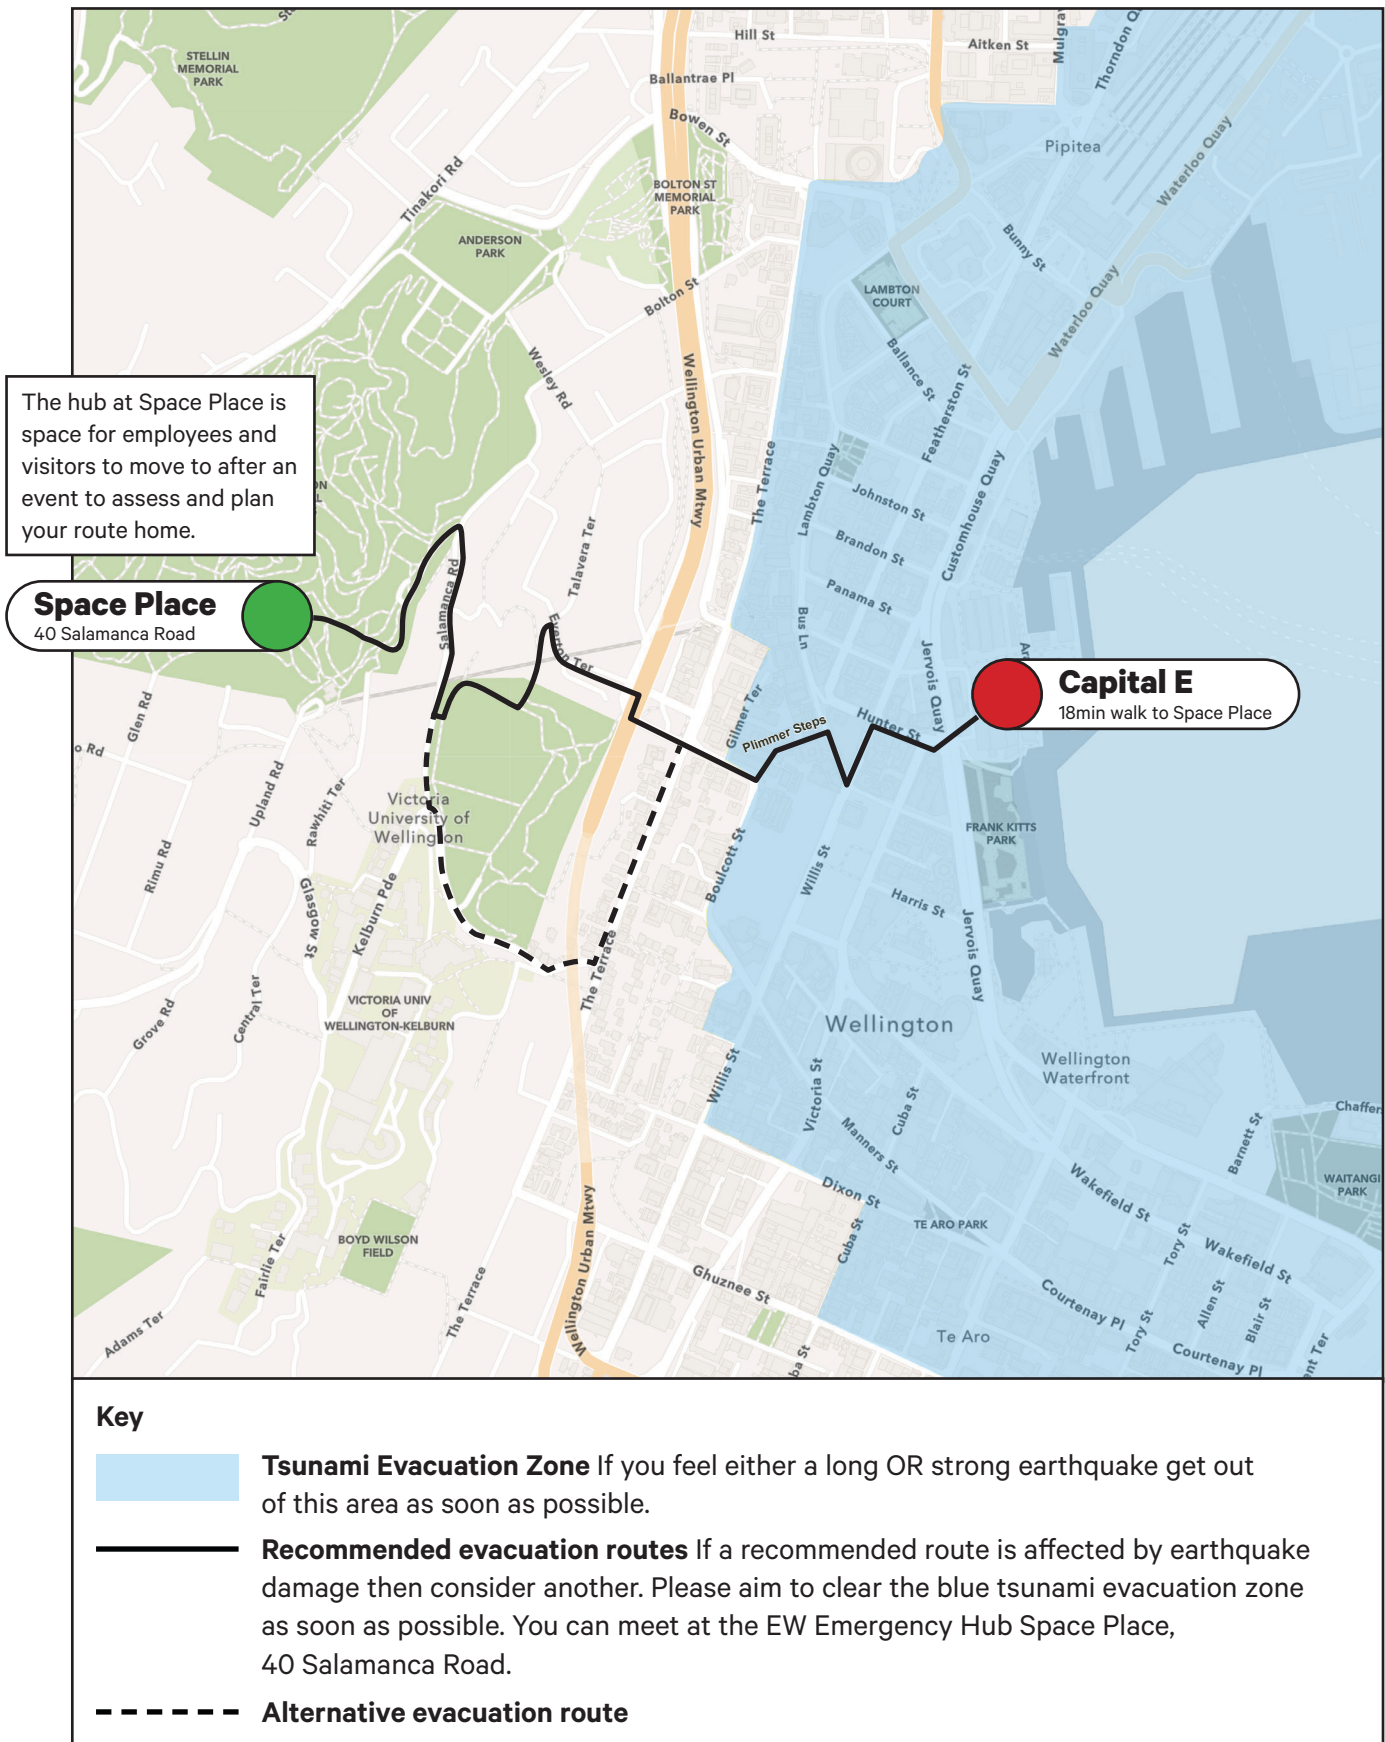 Hill St
Aitken St
Mulgra
Thorndon Q
STELLIN
MEMORIAL
PARK
Ballantrae Pl
Bowen St
Pipitea
Waterloo Quay
Tinakori Rd
BOLTON ST
MEMORIAL
PARK
ANDERSON
PARK
Bunny St
Bolton St
LAMBTON
COURT
Waterloo Quay
Wesley Rd
Ballance St
Wellington Urban Mtwy
Featherston St
The hub at Space Place is
space for employees and
visitors to move to after an
event to assess and plan
your route home.
The Terrace
Lambton Quay
Johnston St
Customhouse Quay
Brandon St
Talavera Ter
Panama St
Salamanca Rd
Space Place
40 Salamanca Road
Everton Ter
Bus Ln
Jervois Quay
Capital E
18min walk to Space Place
Glen Rd
Gilmer Ter
Plimmer Steps
Hunter St
o Rd
Upland Rd
Rawhiti Ter
Victoria
University of
Wellington
FRANK KITTS
PARK
Rimu Rd
Boulcott St
Willis St
Glasgow St
Kelburn Pde
Harris St
Jervois Quay
The Terrace
Grove Rd
Central Ter
VICTORIA UNIV
OF
WELLINGTON-KELBURN
Wellington
Wellington
Waterfront
Willis St
Victoria St
Cuba St
Manners St
Chaffer
Barnett St
Dixon St
Wakefield St
WAITANGI
PARK
BOYD WILSON
FIELD
TE ARO PARK
Cuba St
Tory St
Wakefield St
Fairlie Ter
Wellington Urban Mtwy
Ghuznee St
The Terrace
Courtenay Pl
Allen St
Blair St
Adams Ter
Te Aro
Tory St
Courtenay Pl
ent Ter
ba St
Key
Tsunami Evacuation Zone If you feel either a long OR strong earthquake get out
of this area as soon as possible.
Recommended evacuation routes If a recommended route is affected by earthquake
damage then consider another. Please aim to clear the blue tsunami evacuation zone
as soon as possible. You can meet at the EW Emergency Hub Space Place,
40 Salamanca Road.
Alternative evacuation route